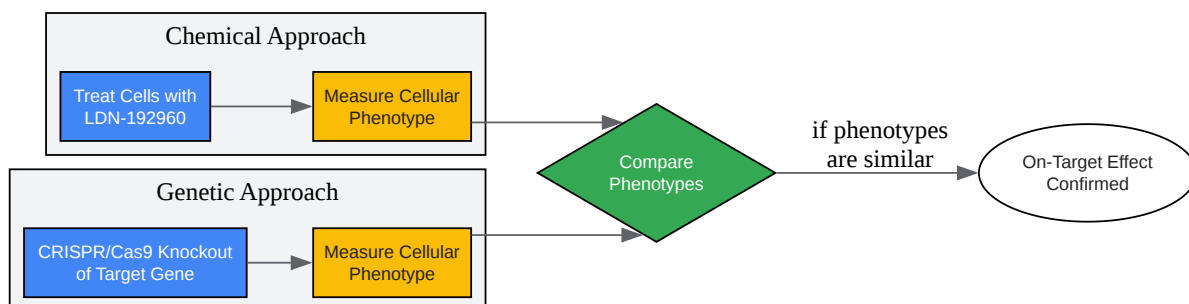 Chemical Approach
Treat Cells with
LDN-192960
Measure Cellular
Phenotype
Genetic Approach
CRISPR/Cas9 Knockout
of Target Gene
Measure Cellular
Phenotype
Compare
Phenotypes
if phenotypes
are similar
On-Target Effect
Confirmed